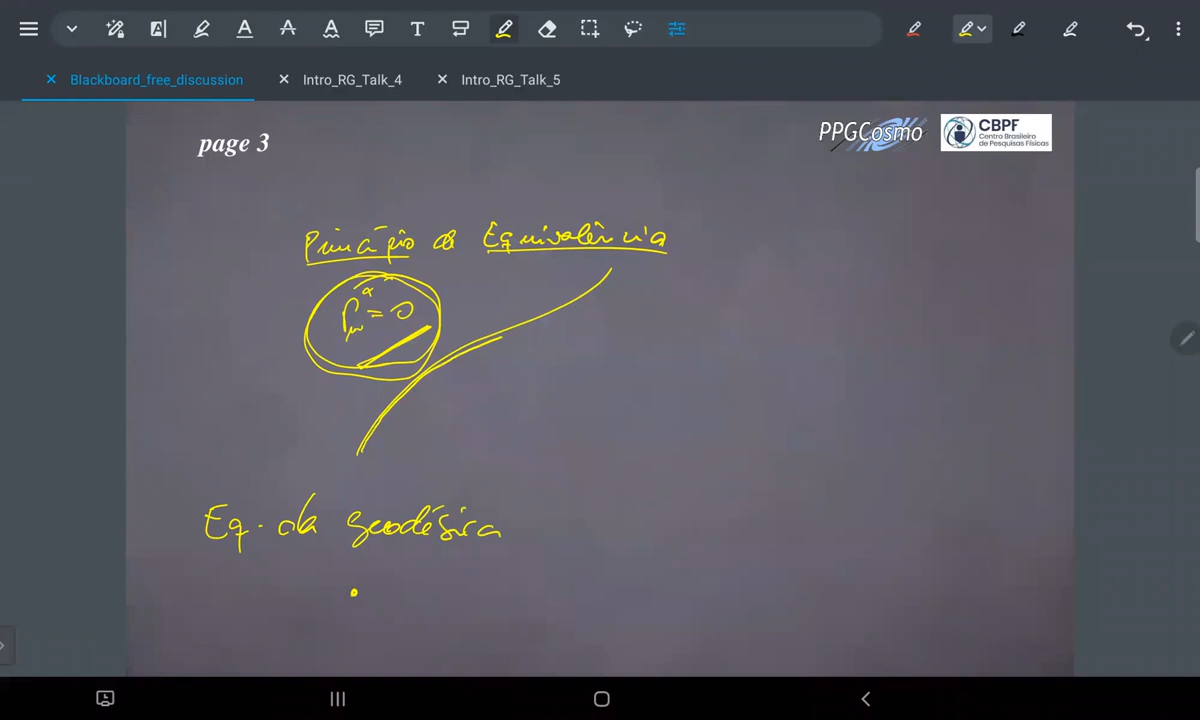 Blackboard_free_discussion
Intro_RG_Talk_4
Intro_RG_Talk_5
page 3
PPGCosmo
CBPF
Centro Brasileiro
de Pesquisas Físicas
Princípio de Equivalência
Γ^α_μν = 0
Eq. da geodésica